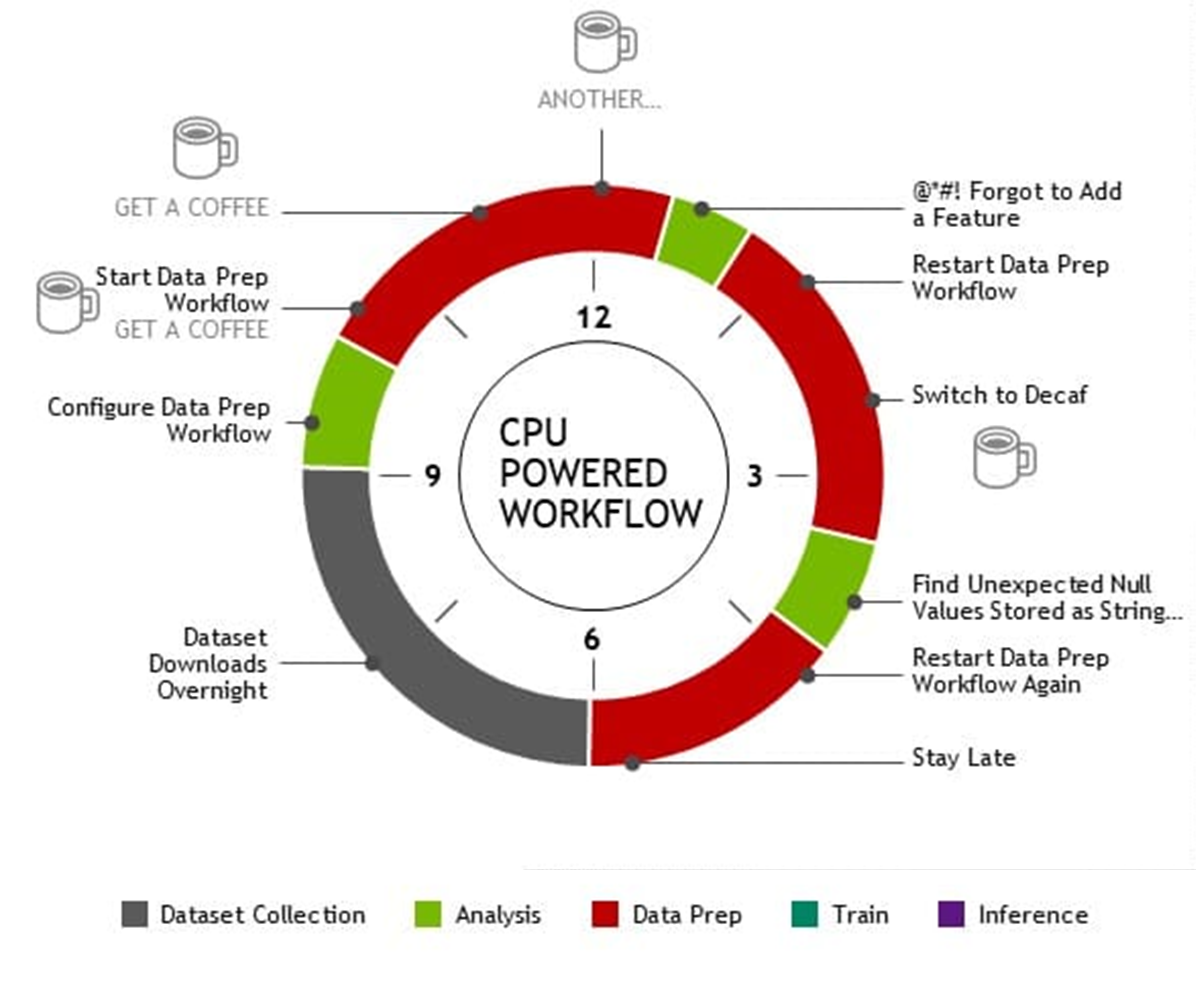 ANOTHER...
GET A COFFEE
@*#! Forgot to Add
a Feature
Restart Data Prep
Workflow
Start Data Prep
Workflow
GET A COFFEE
12
Switch to Decaf
Configure Data Prep
Workflow
CPU
POWERED
WORKFLOW
9
3
Find Unexpected Null
Values Stored as String...
Dataset
Downloads
Overnight
6
Restart Data Prep
Workflow Again
Stay Late
Dataset Collection
Analysis
Data Prep
Train
Inference